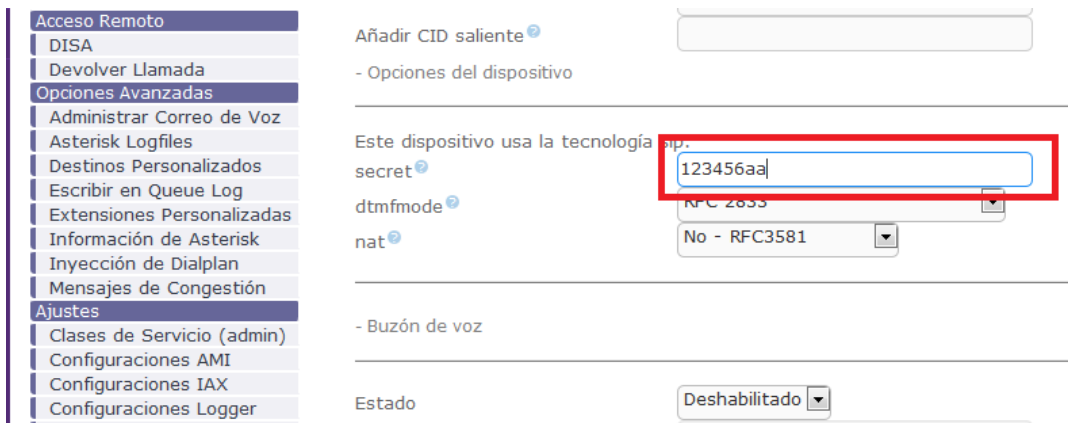 Acceso Remoto
DISA
Devolver Llamada
Opciones Avanzadas
Administrar Correo de Voz
Asterisk Logfiles
Destinos Personalizados
Escribir en Queue Log
Extensiones Personalizadas
Información de Asterisk
Inyección de Dialplan
Mensajes de Congestión
Ajustes
Clases de Servicio (admin)
Configuraciones AMI
Configuraciones IAX
Configuraciones Logger
Añadir CID saliente
- Opciones del dispositivo
Este dispositivo usa la tecnología sip.
secret 123456aa
dtmfmode RFC 2833
nat No - RFC3581
- Buzón de voz
Estado Deshabilitado